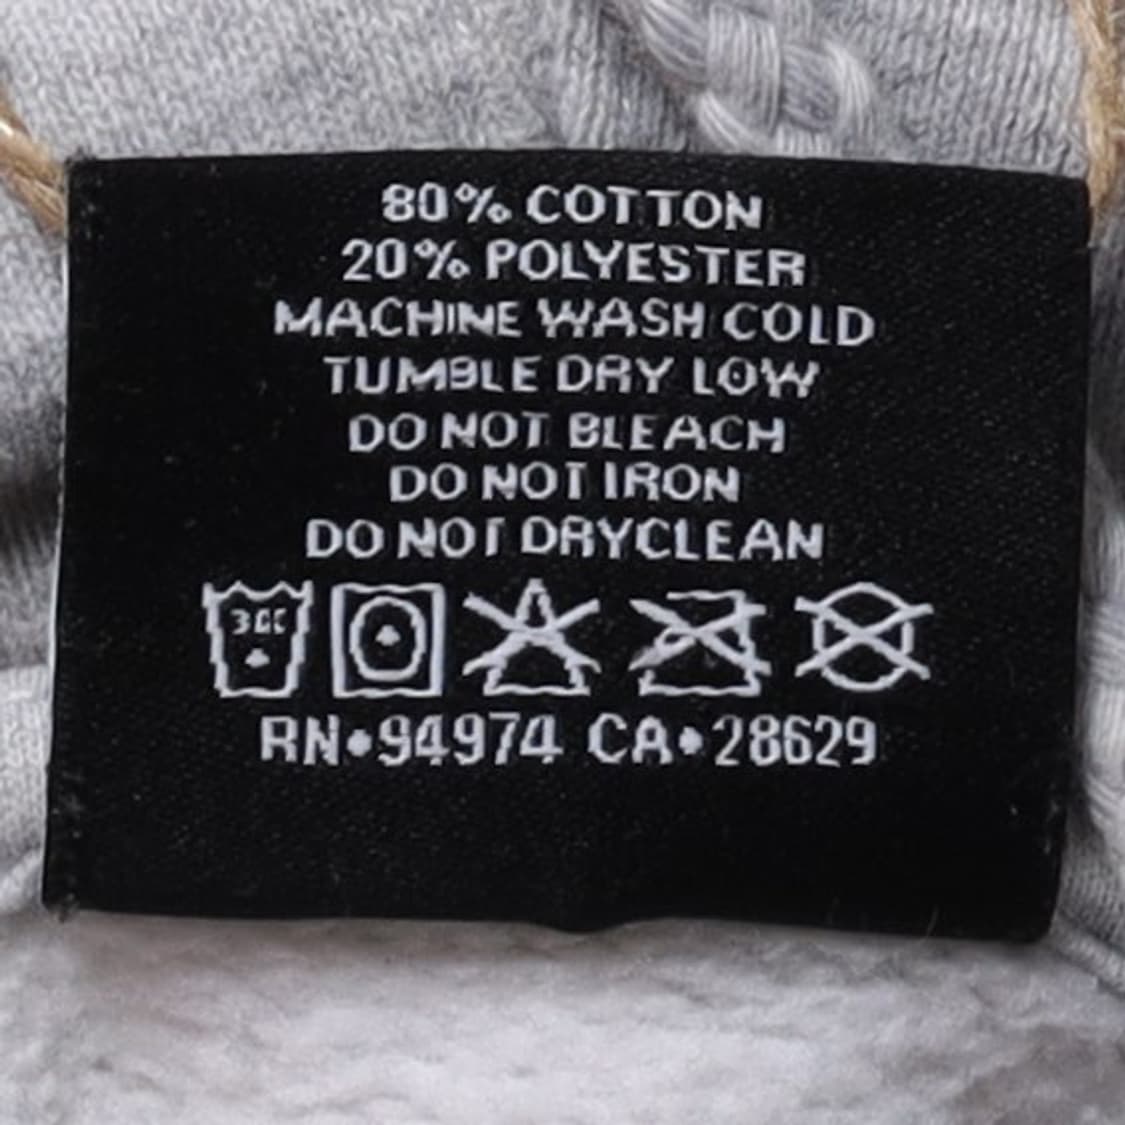 80% COTTON
20% POLYESTER
MACHINE WASH COLD
TUMBLE DRY LOW
DO NOT BLEACH
DO NOT IRON
DO NOT DRYCLEAN
RN•94974 CA•28629